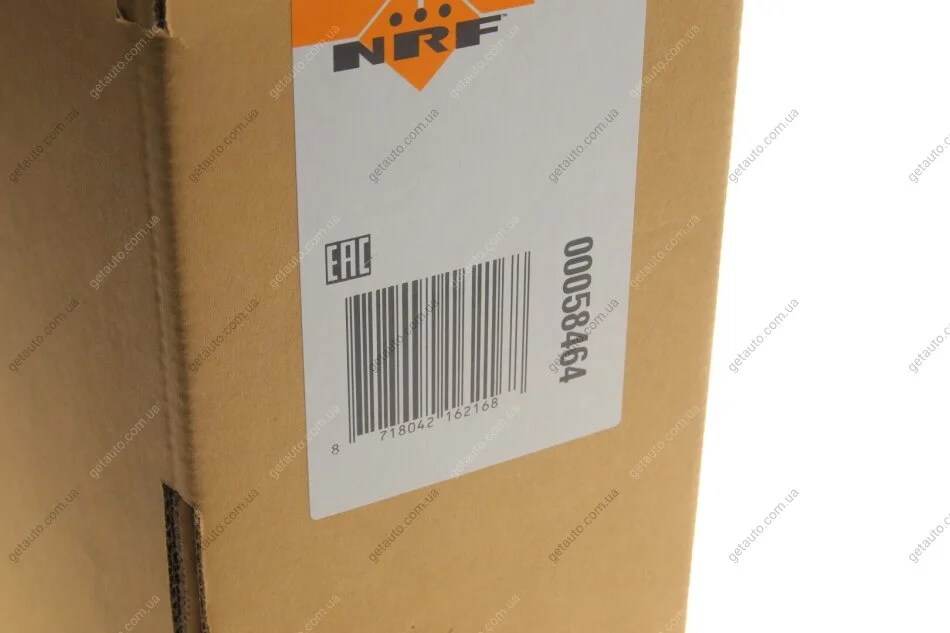 NRF
EAC
00058464
8 718042 162168
getauto.com.ua